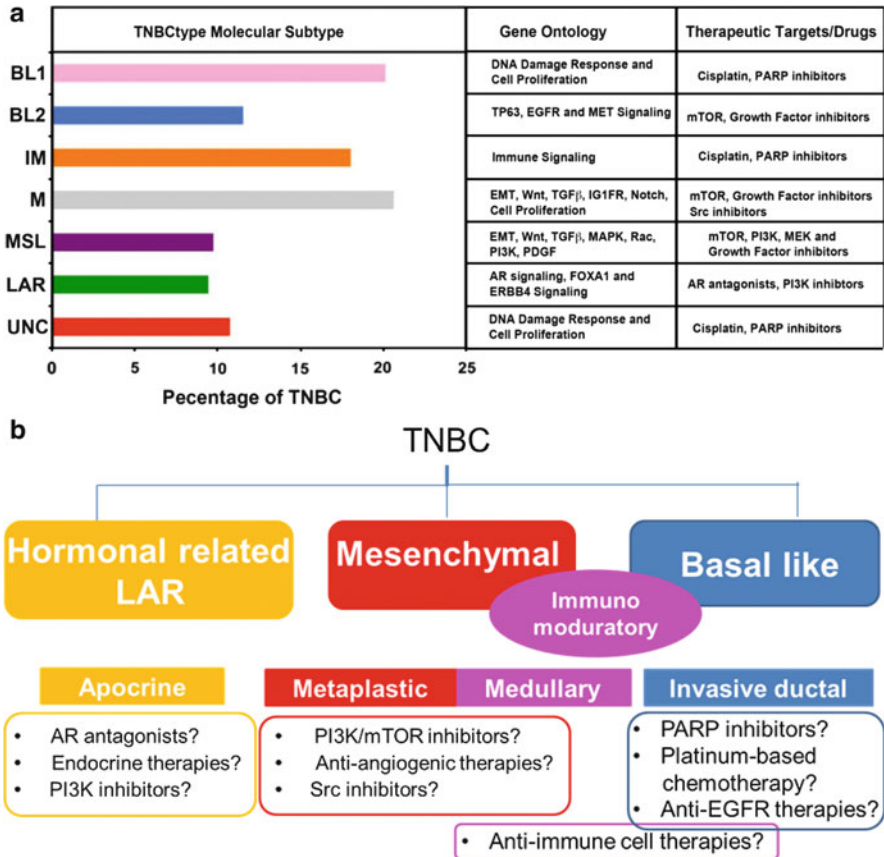 a
TNBCtype Molecular Subtype
Gene Ontology
Therapeutic Targets/Drugs
BL1
DNA Damage Response and
Cell Proliferation
Cisplatin, PARP inhibitors
BL2
TP63, EGFR and MET Signaling
mTOR, Growth Factor inhibitors
IM
Immune Signaling
Cisplatin, PARP inhibitors
M
EMT, Wnt, TGFβ, IG1FR, Notch,
Cell Proliferation
mTOR, Growth Factor inhibitors
Src inhibitors
MSL
EMT, Wnt, TGFβ, MAPK, Rac,
PI3K, PDGF
mTOR, PI3K, MEK and
Growth Factor inhibitors
LAR
AR signaling, FOXA1 and
ERBB4 Signaling
AR antagonists, PI3K inhibtors
UNC
DNA Damage Response and
Cell Proliferation
Cisplatin, PARP inhibitors
0 5 10 15 20 25
Pecentage of TNBC
b
TNBC
Hormonal related
LAR
Mesenchymal
Basal like
Immuno
moduratory
Apocrine
Metaplastic
Medullary
Invasive ductal
• AR antagonists?
• Endocrine therapies?
• PI3K inhibitors?
• PI3K/mTOR inhibitors?
• Anti-angiogenic therapies?
• Src inhibitors?
• PARP inhibitors?
• Platinum-based
chemotherapy?
• Anti-EGFR therapies?
• Anti-immune cell therapies?